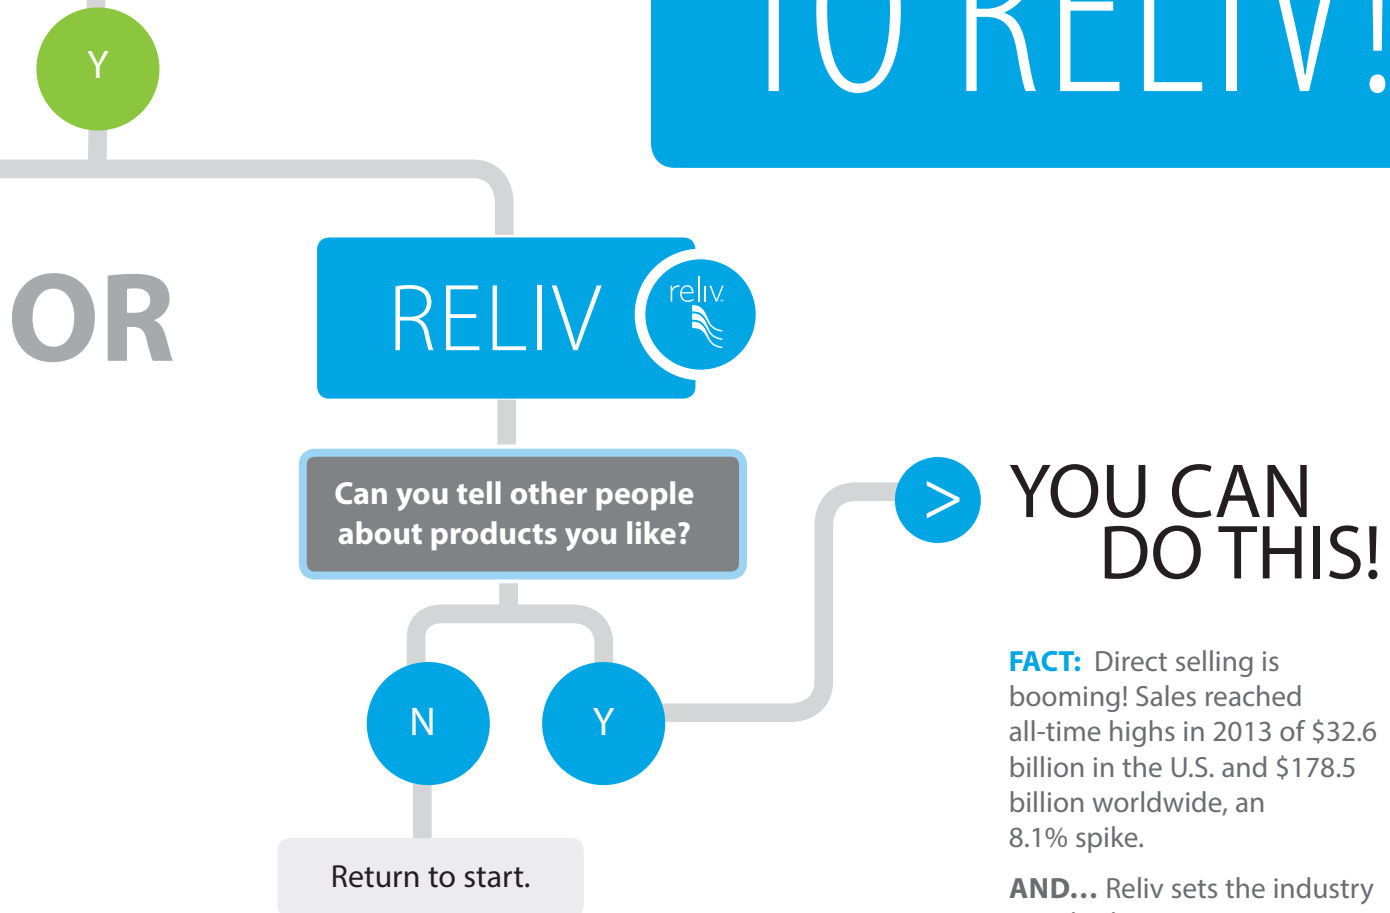 TO RELIV!
Y
OR
RELIV
reliv
Can you tell other people
about products you like?
N
Y
Return to start.
>
YOU CAN
DO THIS!
FACT: Direct selling is
booming! Sales reached
all-time highs in 2013 of $32.6
billion in the U.S. and $178.5
billion worldwide, an
8.1% spike.
AND... Reliv sets the industry